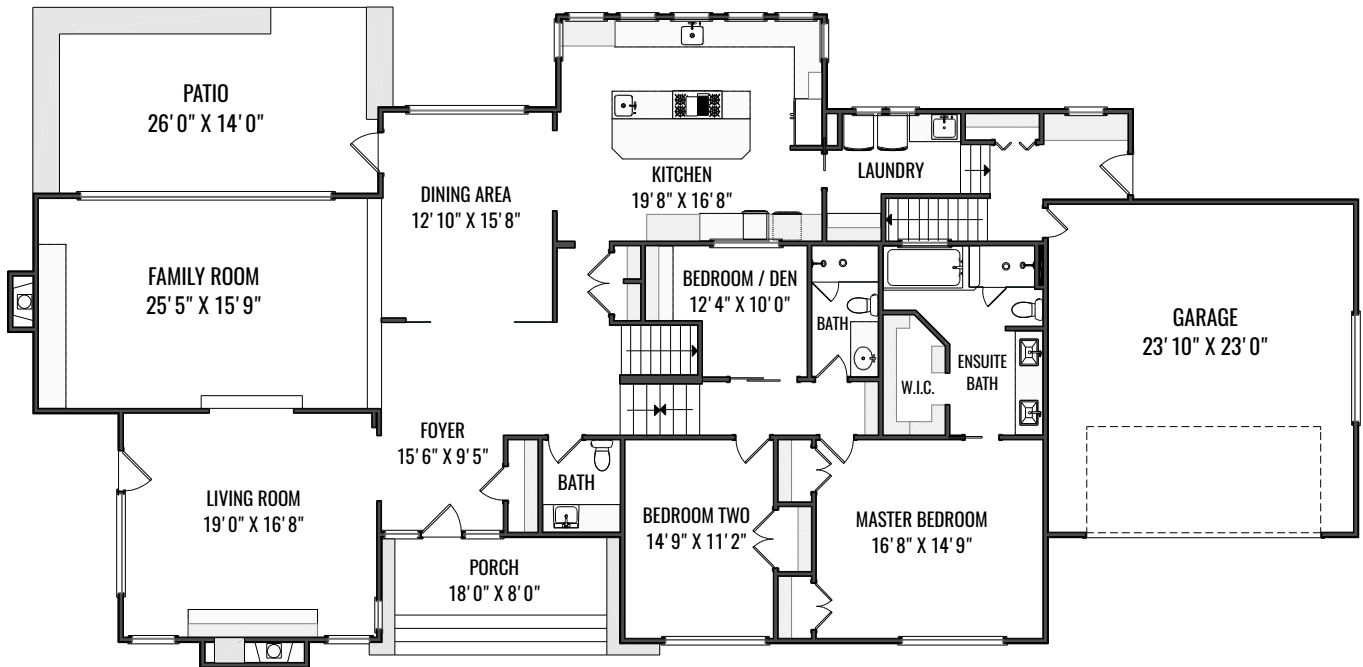 PATIO
26'0" X 14'0"
KITCHEN
19'8" X 16'8"
LAUNDRY
DINING AREA
12'10" X 15'8"
FAMILY ROOM
25'5" X 15'9"
BEDROOM / DEN
12'4" X 10'0"
BATH
ENSUITE
BATH
W.I.C.
GARAGE
23'10" X 23'0"
FOYER
15'6" X 9'5"
LIVING ROOM
19'0" X 16'8"
BATH
BEDROOM TWO
14'9" X 11'2"
MASTER BEDROOM
16'8" X 14'9"
PORCH
18'0" X 8'0"